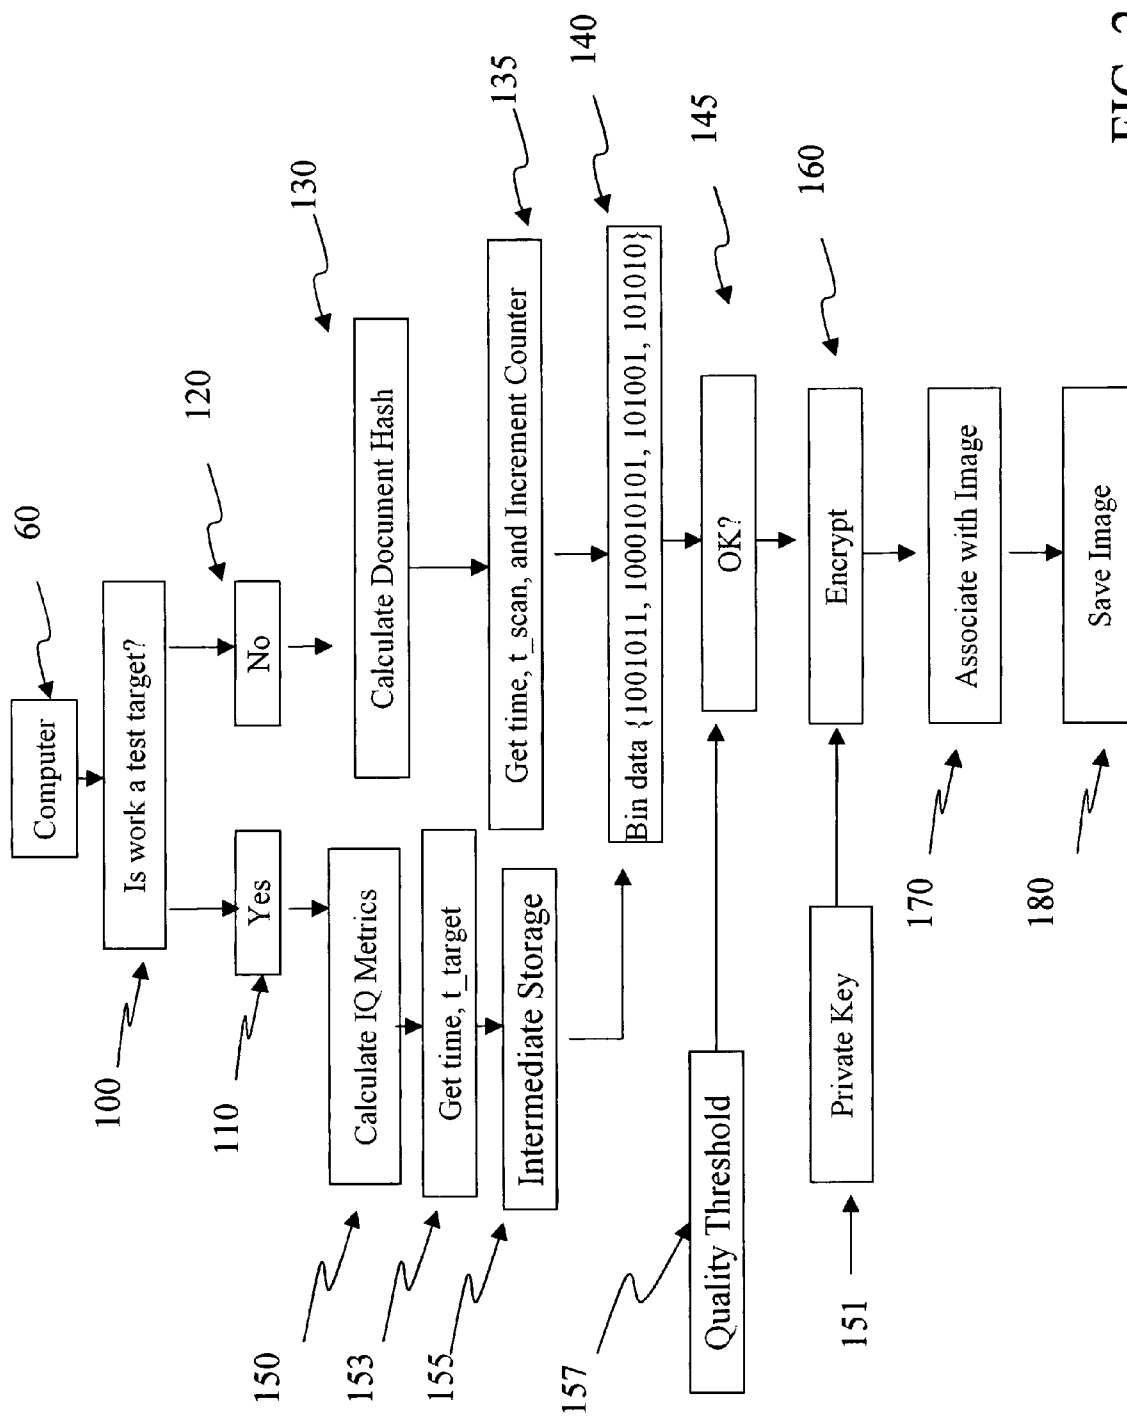 60
Computer
Is work a test target?
100
120
Yes
No
110
130
Calculate IQ Metrics
Calculate Document Hash
150
Get time, t_target
153
135
Get time, t_scan, and Increment Counter
Intermediate Storage
155
140
Bin data {1001011, 100010101, 101001, 101010}
145
OK?
Quality Threshold
157
160
Encrypt
Private Key
151
Associate with Image
170
Save Image
180